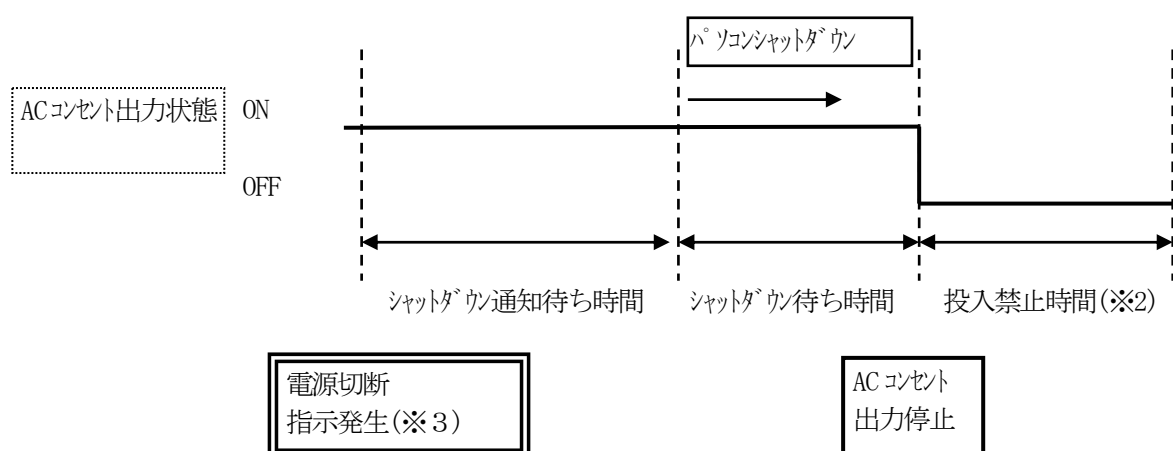 ﾊﾟｿｺﾝｼｬｯﾄﾀﾞｳﾝ
ACｺﾝｾﾝﾄ出力状態
ON
OFF
ｼｬｯﾄﾀﾞｳﾝ通知待ち時間
ｼｬｯﾄﾀﾞｳﾝ待ち時間
投入禁止時間(※2)
電源切断
指示発生(※３)
ACｺﾝｾﾝﾄ
出力停止